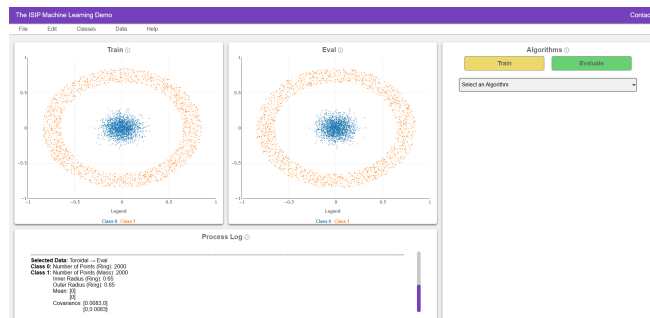 The ISIP Machine Learning Demo
Contac
File Edit Classes Data Help
Train
1
0.5
0
−0.5
−1
−1 −0.5 0 0.5 1
Legend
Class 0 Class 1
Eval
1
0.5
0
−0.5
−1
−1 −0.5 0 0.5 1
Legend
Class 0 Class 1
Algorithms
Train Evaluate
Select an Algorithm
Process Log
Selected Data: Toroidal → Eval
Class 0: Number of Points (Ring): 2000
Class 1: Number of Points (Mass): 2000
Inner Radius (Ring): 0.65
Outer Radius (Ring): 0.85
Mean: [0]
[0]
Covariance: [0.0083,0]
[0,0.0083]